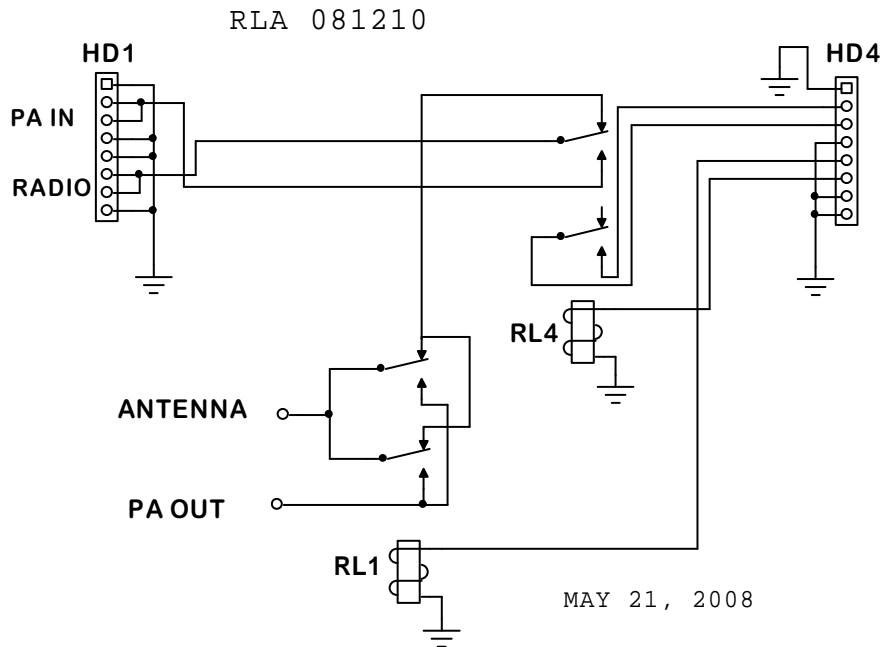 RLA 081210
HD1
HD4
PA IN
RADIO
RL4
ANTENNA
PA OUT
RL1
MAY 21, 2008